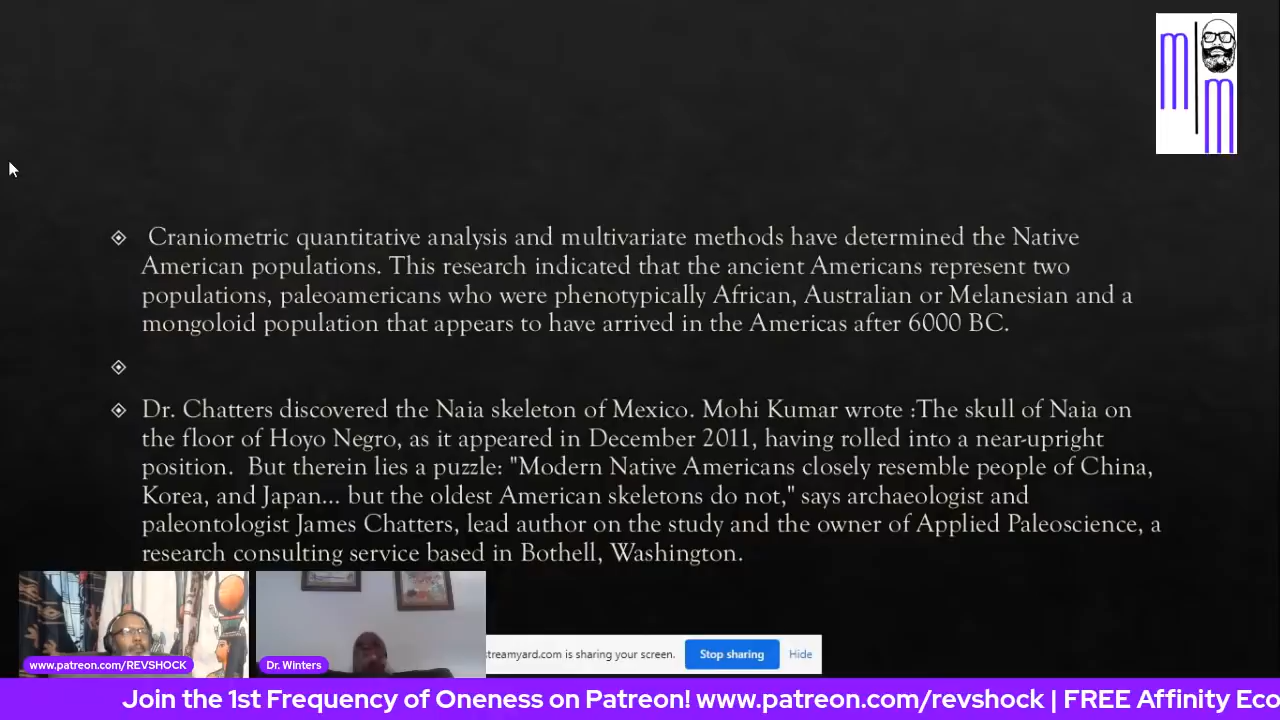 m
m
Craniometric quantitative analysis and multivariate methods have determined the Native
American populations. This research indicated that the ancient Americans represent two
populations, paleoamericans who were phenotypically African, Australian or Melanesian and a
mongoloid population that appears to have arrived in the Americas after 6000 BC.
Dr. Chatters discovered the Naia skeleton of Mexico. Mohi Kumar wrote :The skull of Naia on
the floor of Hoyo Negro, as it appeared in December 2011, having rolled into a near-upright
position. But therein lies a puzzle: "Modern Native Americans closely resemble people of China,
Korea, and Japan... but the oldest American skeletons do not," says archaeologist and
paleontologist James Chatters, lead author on the study and the owner of Applied Paleoscience, a
research consulting service based in Bothell, Washington.
streamyard.com is sharing your screen. Stop sharing Hide
www.patreon.com/REVSHOCK Dr. Winters
Join the 1st Frequency of Oneness on Patreon! www.patreon.com/revshock | FREE Affinity Eco